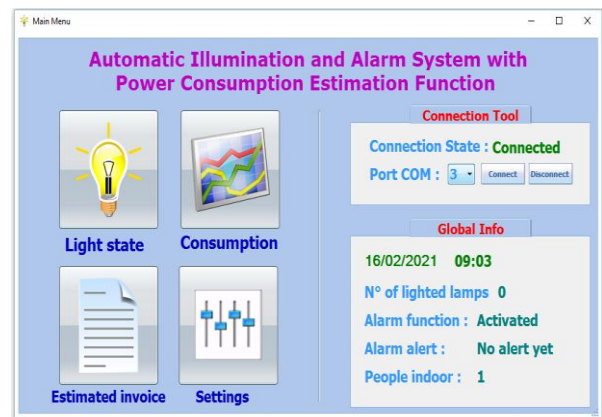 Main Menu
Automatic Illumination and Alarm System with
Power Consumption Estimation Function
Light state
Consumption
Estimated invoice
Settings
Connection Tool
Connection State : Connected
Port COM : 3 Connect Disconnect
Global Info
16/02/2021 09:03
N° of lighted lamps 0
Alarm function : Activated
Alarm alert : No alert yet
People indoor : 1